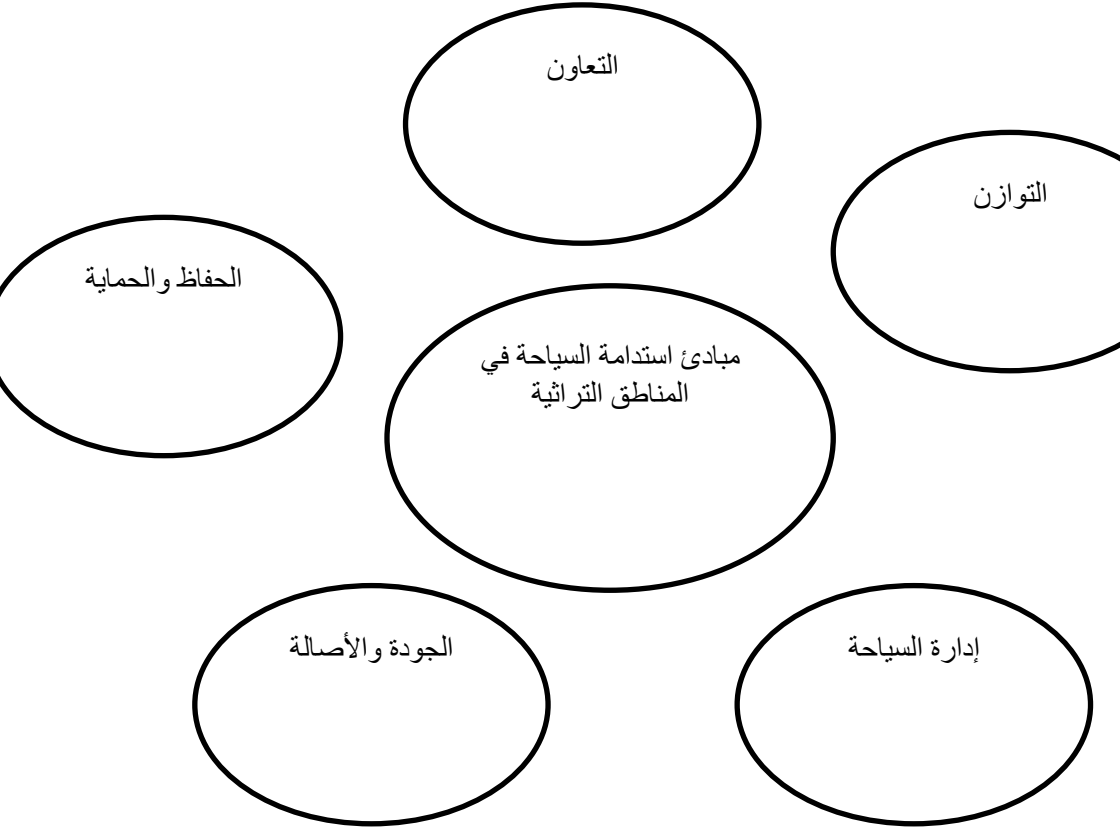 التعاون
التوازن
الحفاظ والحماية
مبادئ استدامة السياحة في
المناطق التراثية
إدارة السياحة
الجودة والأصالة